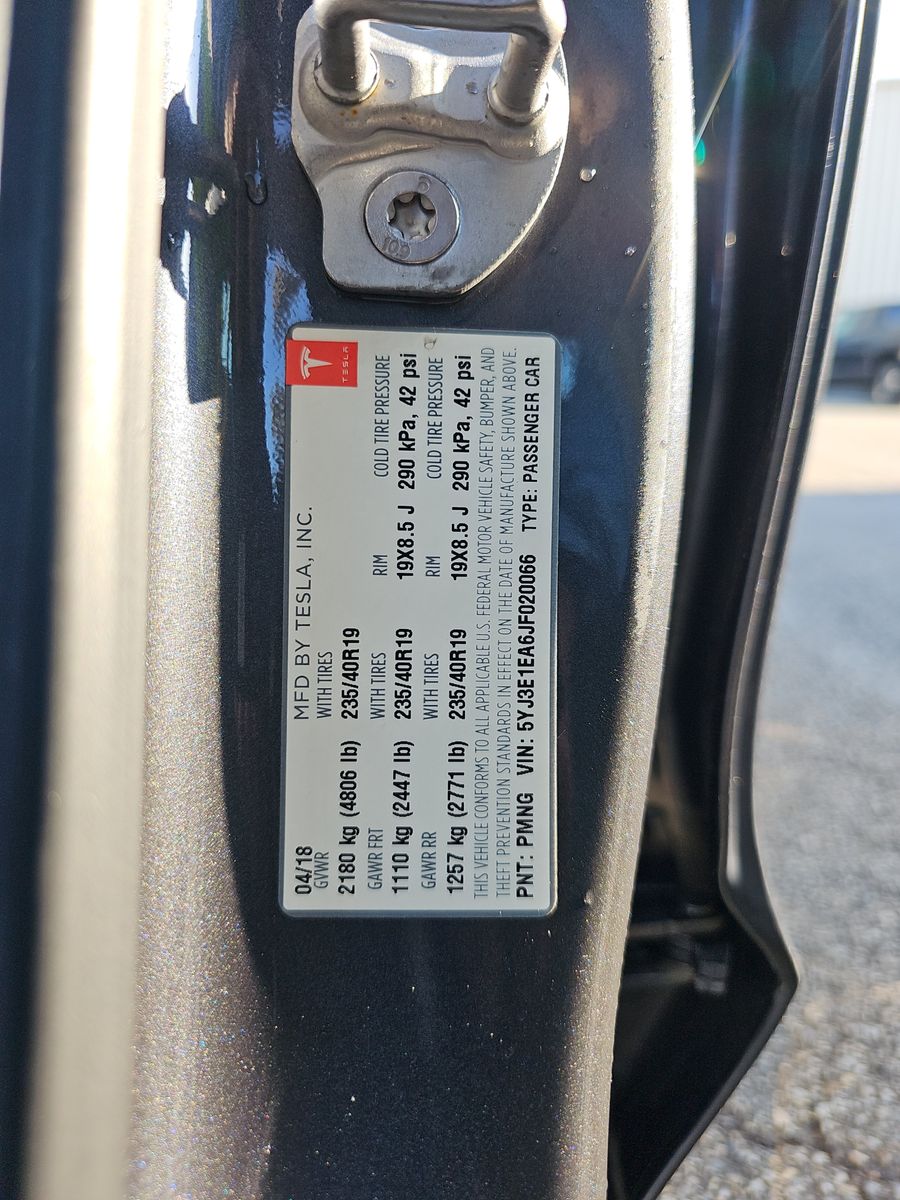 TESLA
04/18 MFD BY TESLA, INC.
GVWR WITH TIRES
2180 kg (4806 lb) 235/40R19
GAWR FRT WITH TIRES RIM COLD TIRE PRESSURE
1110 kg (2447 lb) 235/40R19 19X8.5 J 290 kPa, 42 psi
GAWR RR WITH TIRES RIM COLD TIRE PRESSURE
1257 kg (2771 lb) 235/40R19 19X8.5 J 290 kPa, 42 psi
THIS VEHICLE CONFORMS TO ALL APPLICABLE U.S. FEDERAL MOTOR VEHICLE SAFETY, BUMPER, AND
THEFT PREVENTION STANDARDS IN EFFECT ON THE DATE OF MANUFACTURE SHOWN ABOVE.
PNT: PMNG VIN: 5YJ3E1EA6JF020066 TYPE: PASSENGER CAR